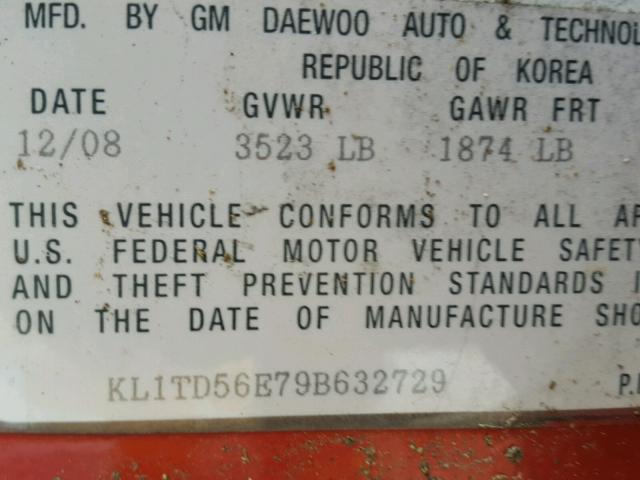 MFD. BY GM DAEWOO AUTO & TECHNOL
REPUBLIC OF KOREA
DATE GVWR GAWR FRT
12/08 3523 LB 1874 LB
THIS VEHICLE CONFORMS TO ALL AP
U.S. FEDERAL MOTOR VEHICLE SAFETY
AND THEFT PREVENTION STANDARDS I
ON THE DATE OF MANUFACTURE SHO
KL1TD56E79B632729 P.